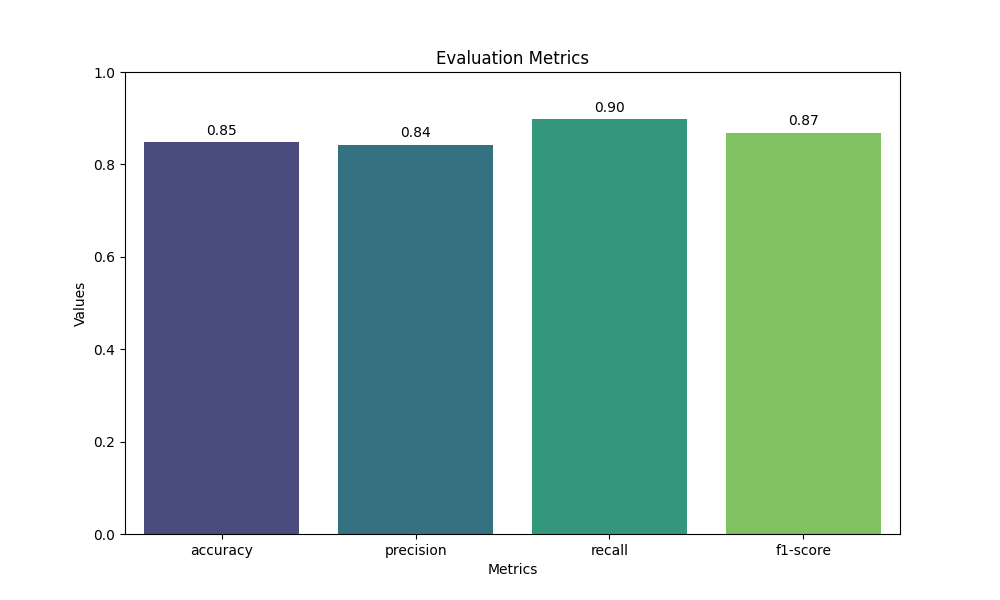 Evaluation Metrics
1.0
0.8
0.6
0.4
0.2
0.0
Values
0.85
0.84
0.90
0.87
accuracy
precision
recall
f1-score
Metrics